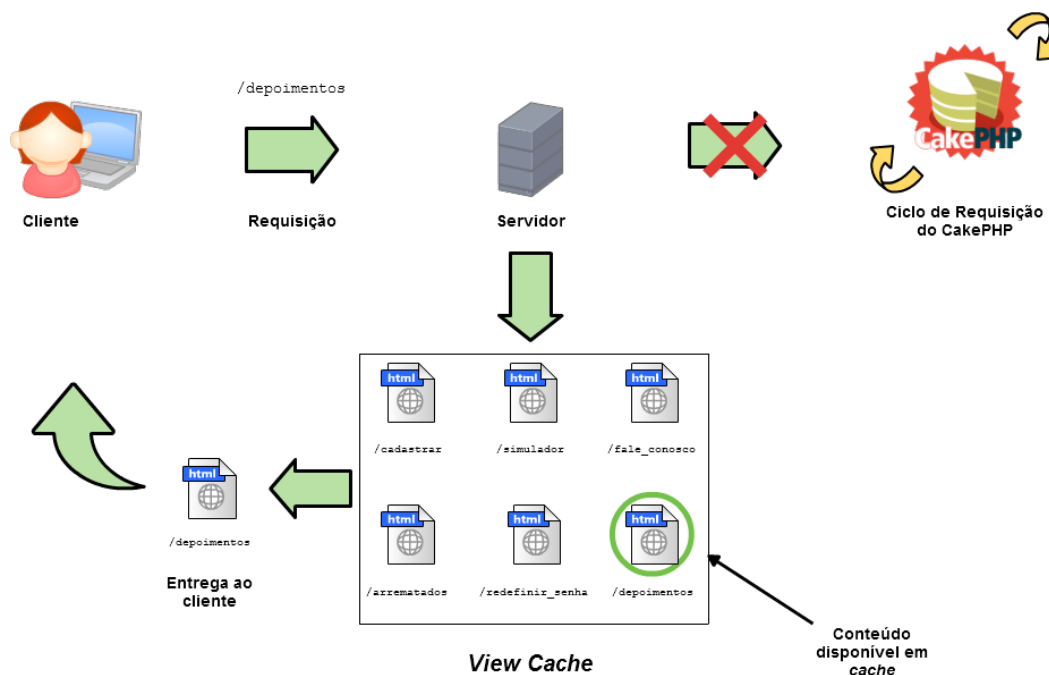 /depoimentos
CakePHP
Cliente
Requisição
Servidor
Ciclo de Requisição
do CakePHP
html
html
html
/cadastrar
/simulador
/fale_conosco
html
/depoimentos
html
html
html
/arrematados
/redefinir_senha
/depoimentos
Entrega ao
cliente
View Cache
Conteúdo
disponível em
cache